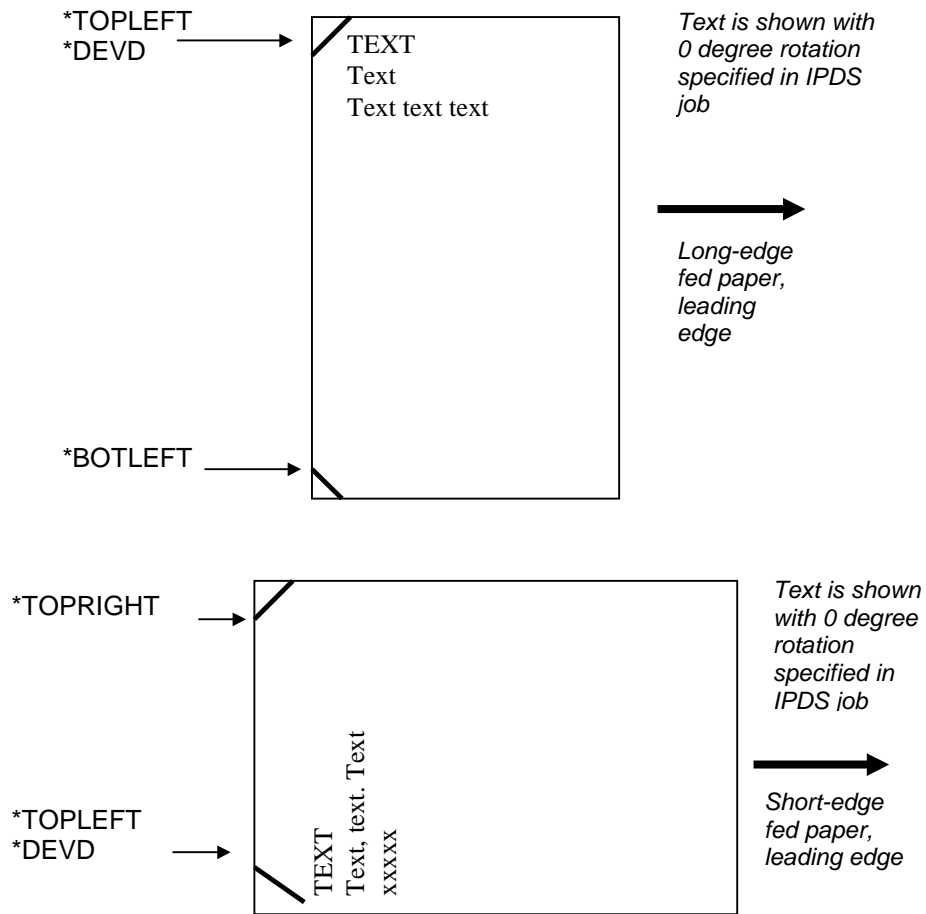 *TOPLEFT
*DEVD
TEXT
Text
Text text text
Text is shown with
0 degree rotation
specified in IPDS
job
Long-edge
fed paper,
leading
edge
*BOTLEFT
*TOPRIGHT
Text is shown
with 0 degree
rotation
specified in
IPDS job
*TOPLEFT
*DEVD
TEXT
Text, text. Text
xxxxx
Short-edge
fed paper,
leading edge